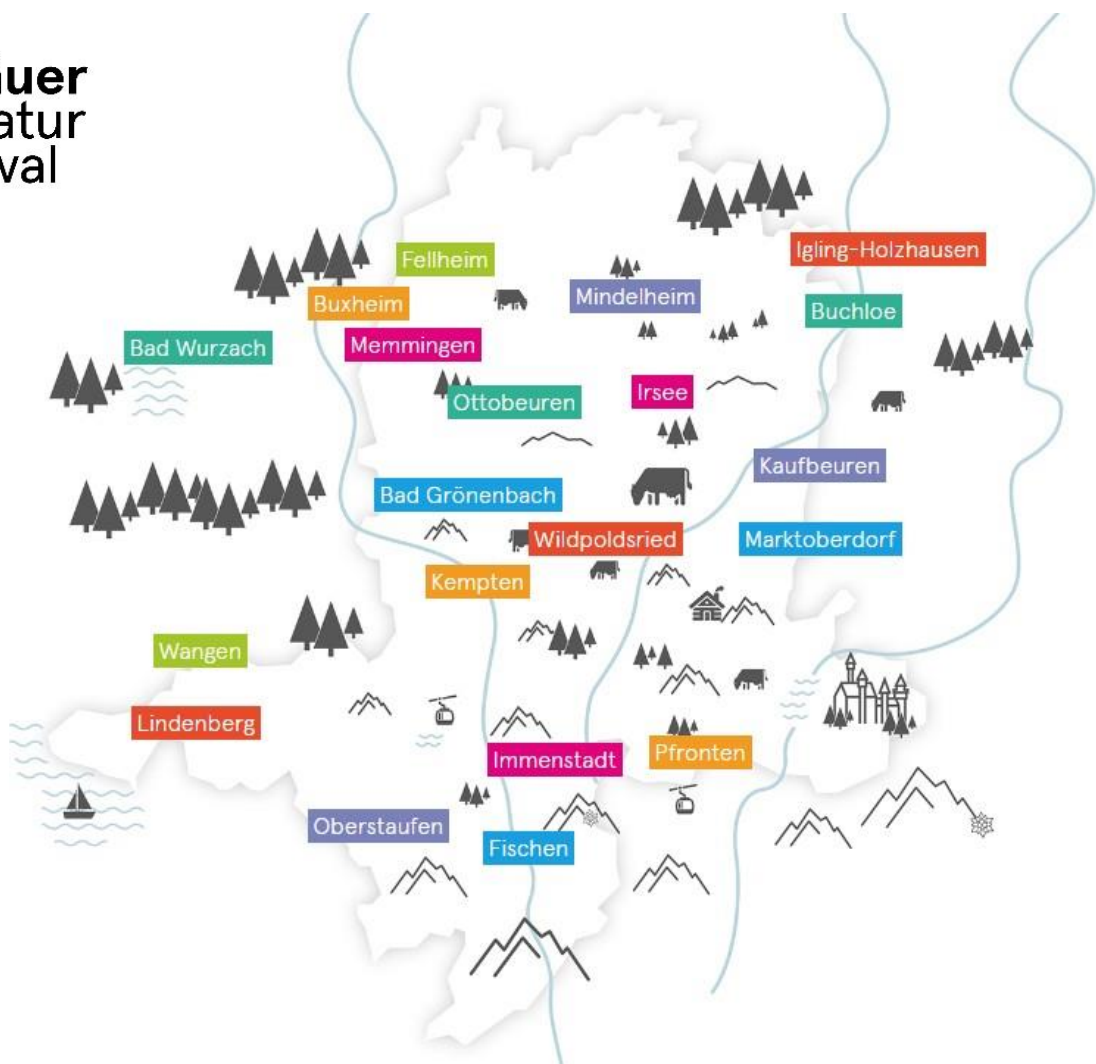 auer
atur
val
Fellheim
Igling-Holzhausen
Buxheim
Mindelheim
Buchloe
Bad Wurzach
Memmingen
Ottobeuren
Irsee
Kaufbeuren
Bad Grönenbach
Wildpoldsried
Marktoberdorf
Kempten
Wangen
Lindenberg
Immenstadt
Pfronten
Oberstaufen
Fischen